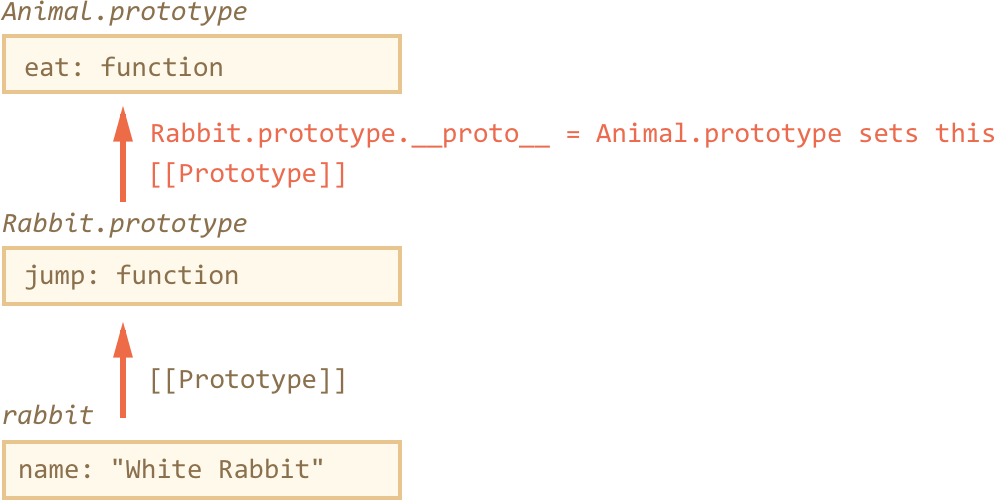 Animal.prototype
eat: function
Rabbit.prototype.__proto__ = Animal.prototype sets this
[[Prototype]]
Rabbit.prototype
jump: function
[[Prototype]]
rabbit
name: "White Rabbit"